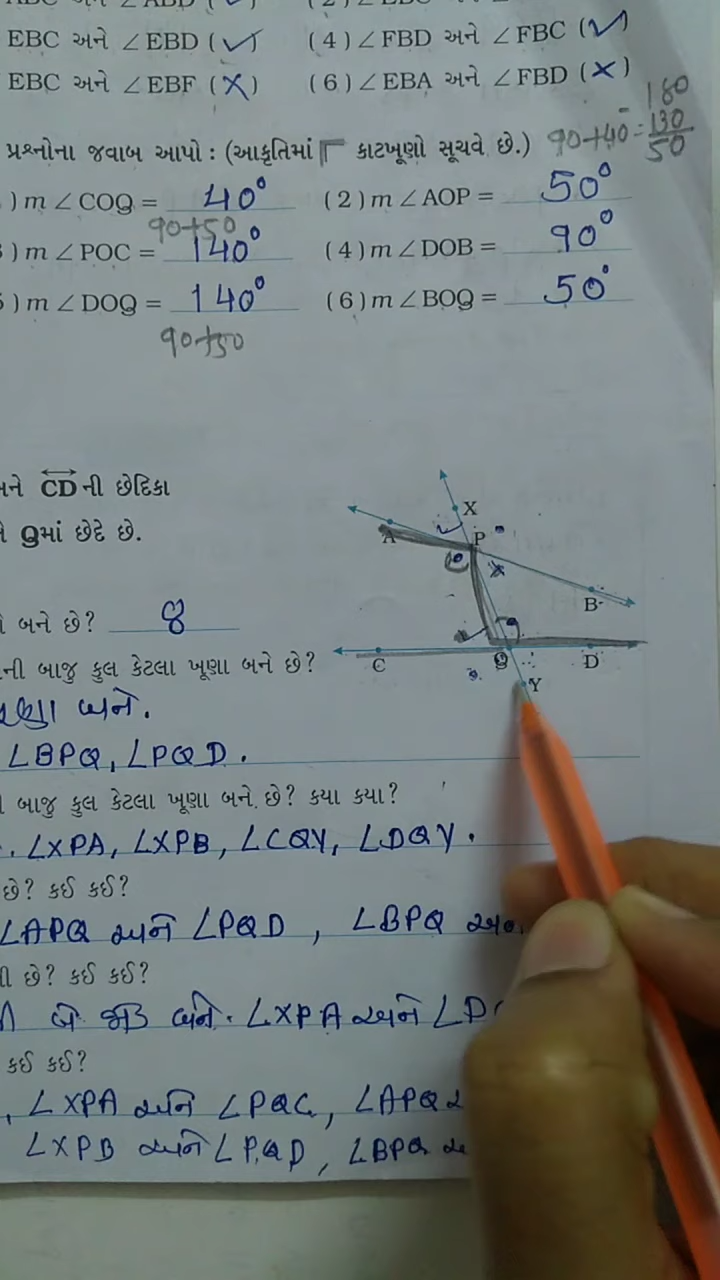 EBC અને ∠EBD (✓) (4) ∠FBD અને ∠FBC (✓)
EBC અને ∠EBF (×) (6) ∠EBA અને ∠FBD (×)
180
પ્રશ્નોના જવાબ આપો : (આકૃતિમાં કાટખૂણો સૂચવે છે.) 90+40=130
50
) m ∠COQ = 40° (2) m ∠AOP = 50°
90+50
) m ∠POC = 140° (4) m ∠DOB = 90°
) m ∠DOQ = 140° (6) m ∠BOQ = 50°
90+50
અને CD ની છેદિકા
Qમાં છેદે છે.
X
A P
બને છે? 8
B
ની બાજુ કુલ કેટલા ખૂણા બને છે?
C Q D
Y
ખૂણા બને.
∠BPQ, ∠PQD.
બાજુ કુલ કેટલા ખૂણા બને છે? કયા કયા?
. ∠XPA, ∠XPB, ∠CQY, ∠DQY.
છે? કઈ કઈ?
∠APQ અને ∠PQD, ∠BPQ
છે? કઈ કઈ?
બે જોડ બને. ∠XPA અને
કઈ કઈ?
, ∠XPA અને ∠PQC, ∠APQ
∠XPB અને ∠PQD, ∠BPQ